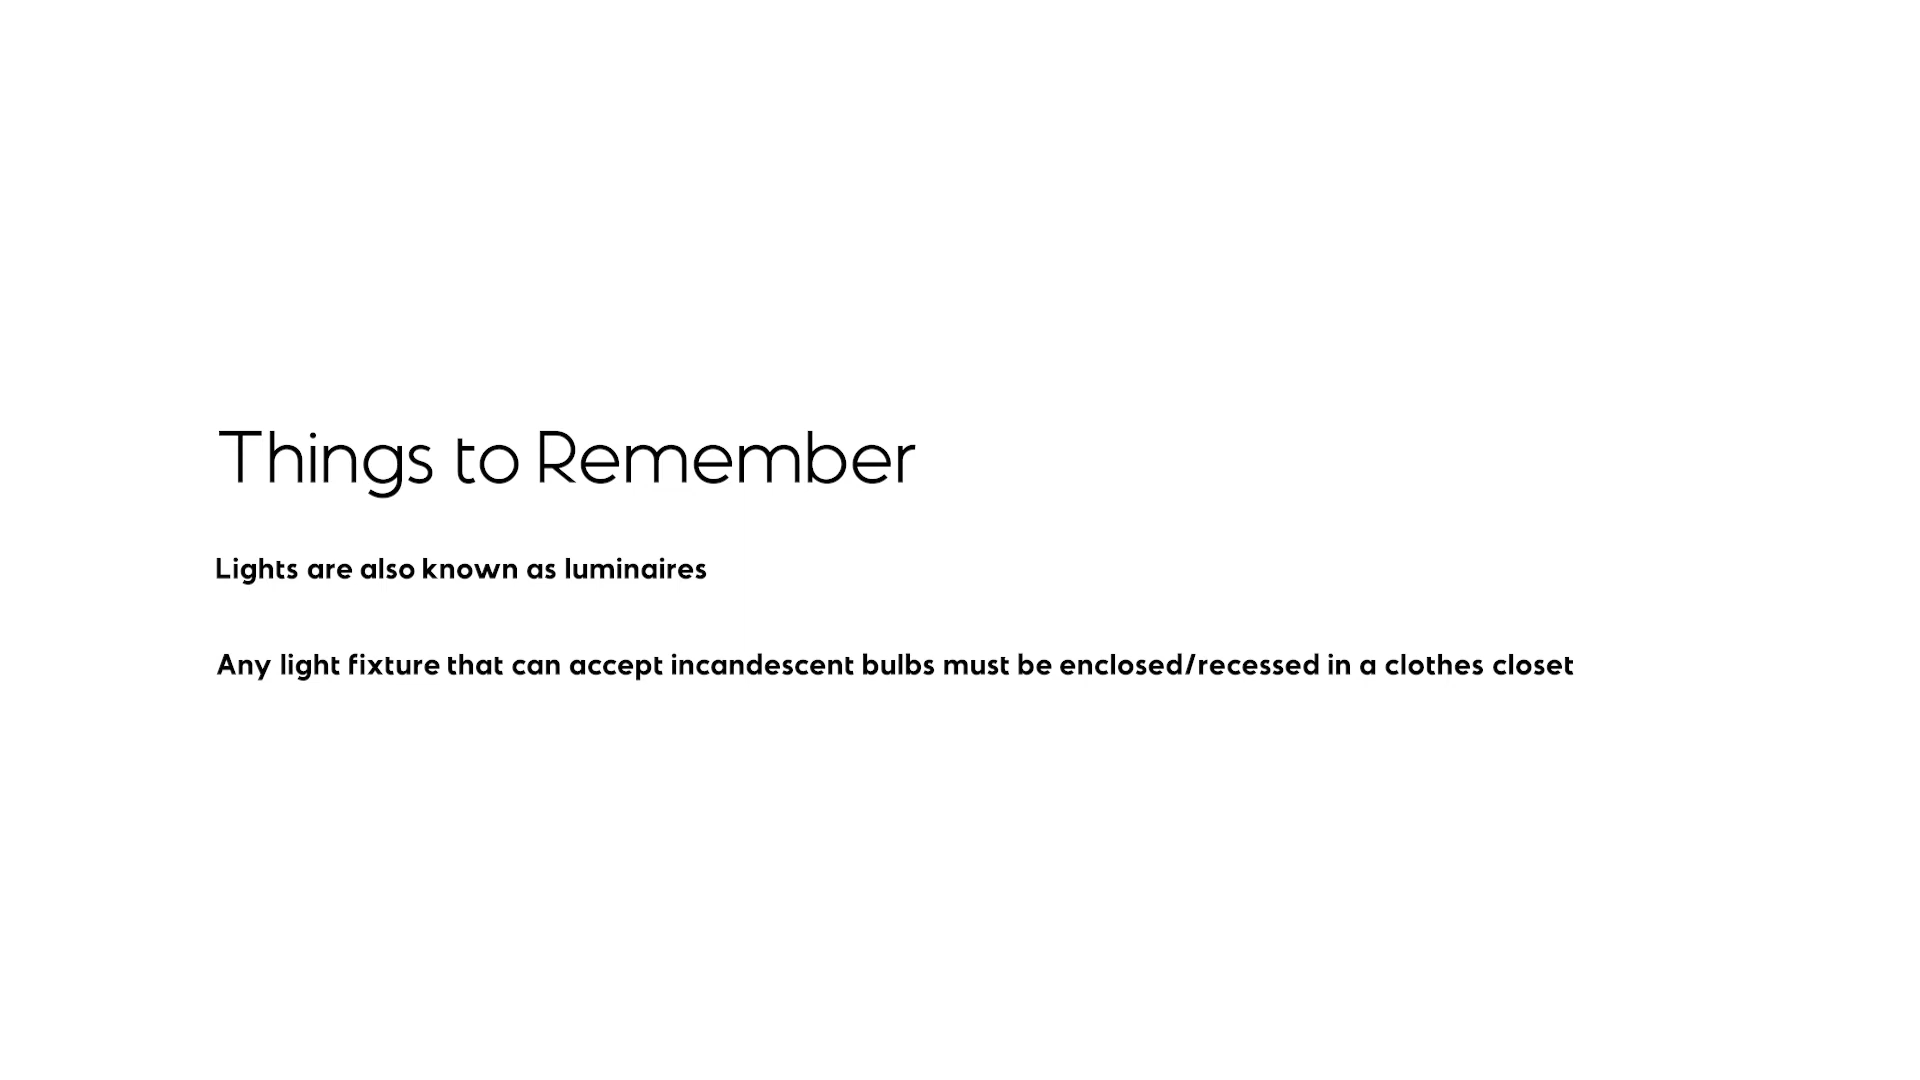 Things to Remember
Lights are also known as luminaires
Any light fixture that can accept incandescent bulbs must be enclosed/recessed in a clothes closet